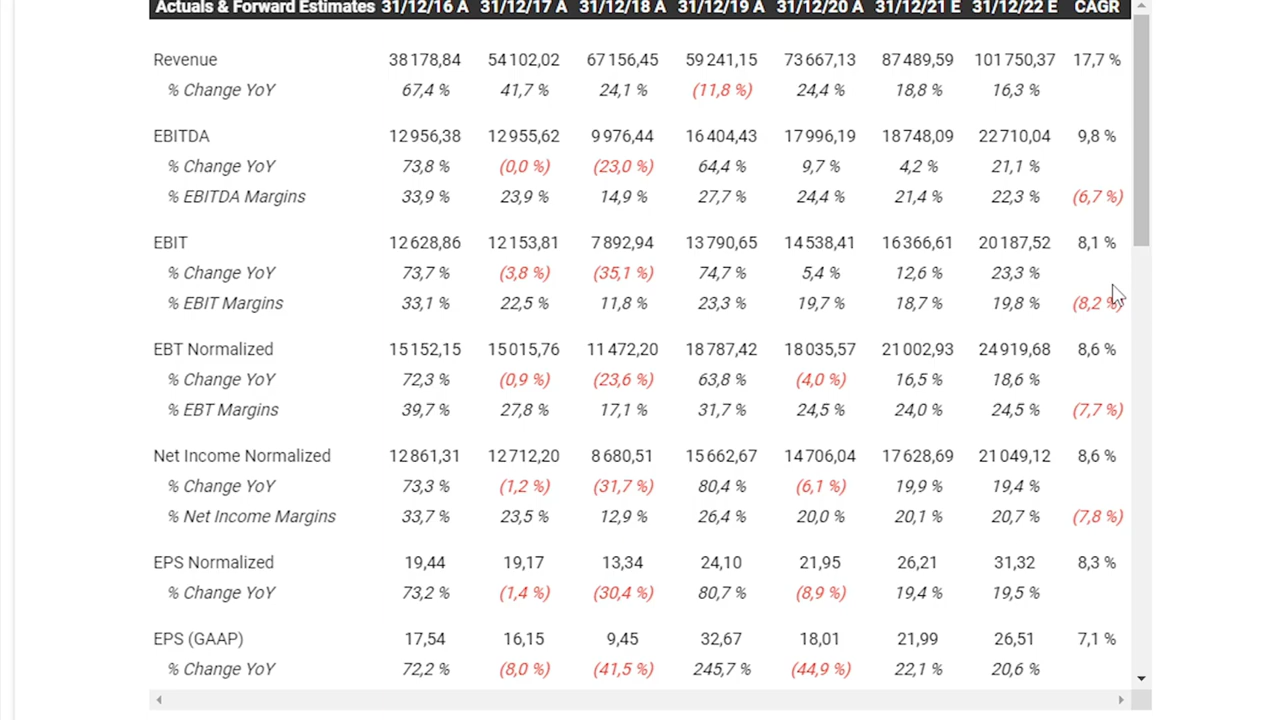 Actuals & Forward Estimates 31/12/16 A 31/12/17 A 31/12/18 A 31/12/19 A 31/12/20 A 31/12/21 E 31/12/22 E CAGR
Revenue 38 178,84 54 102,02 67 156,45 59 241,15 73 667,13 87 489,59 101 750,37 17,7 %
% Change YoY 67,4 % 41,7 % 24,1 % (11,8 %) 24,4 % 18,8 % 16,3 %
EBITDA 12 956,38 12 955,62 9 976,44 16 404,43 17 996,19 18 748,09 22 710,04 9,8 %
% Change YoY 73,8 % (0,0 %) (23,0 %) 64,4 % 9,7 % 4,2 % 21,1 %
% EBITDA Margins 33,9 % 23,9 % 14,9 % 27,7 % 24,4 % 21,4 % 22,3 % (6,7 %)
EBIT 12 628,86 12 153,81 7 892,94 13 790,65 14 538,41 16 366,61 20 187,52 8,1 %
% Change YoY 73,7 % (3,8 %) (35,1 %) 74,7 % 5,4 % 12,6 % 23,3 %
% EBIT Margins 33,1 % 22,5 % 11,8 % 23,3 % 19,7 % 18,7 % 19,8 % (8,2 %)
EBT Normalized 15 152,15 15 015,76 11 472,20 18 787,42 18 035,57 21 002,93 24 919,68 8,6 %
% Change YoY 72,3 % (0,9 %) (23,6 %) 63,8 % (4,0 %) 16,5 % 18,6 %
% EBT Margins 39,7 % 27,8 % 17,1 % 31,7 % 24,5 % 24,0 % 24,5 % (7,7 %)
Net Income Normalized 12 861,31 12 712,20 8 680,51 15 662,67 14 706,04 17 628,69 21 049,12 8,6 %
% Change YoY 73,3 % (1,2 %) (31,7 %) 80,4 % (6,1 %) 19,9 % 19,4 %
% Net Income Margins 33,7 % 23,5 % 12,9 % 26,4 % 20,0 % 20,1 % 20,7 % (7,8 %)
EPS Normalized 19,44 19,17 13,34 24,10 21,95 26,21 31,32 8,3 %
% Change YoY 73,2 % (1,4 %) (30,4 %) 80,7 % (8,9 %) 19,4 % 19,5 %
EPS (GAAP) 17,54 16,15 9,45 32,67 18,01 21,99 26,51 7,1 %
% Change YoY 72,2 % (8,0 %) (41,5 %) 245,7 % (44,9 %) 22,1 % 20,6 %